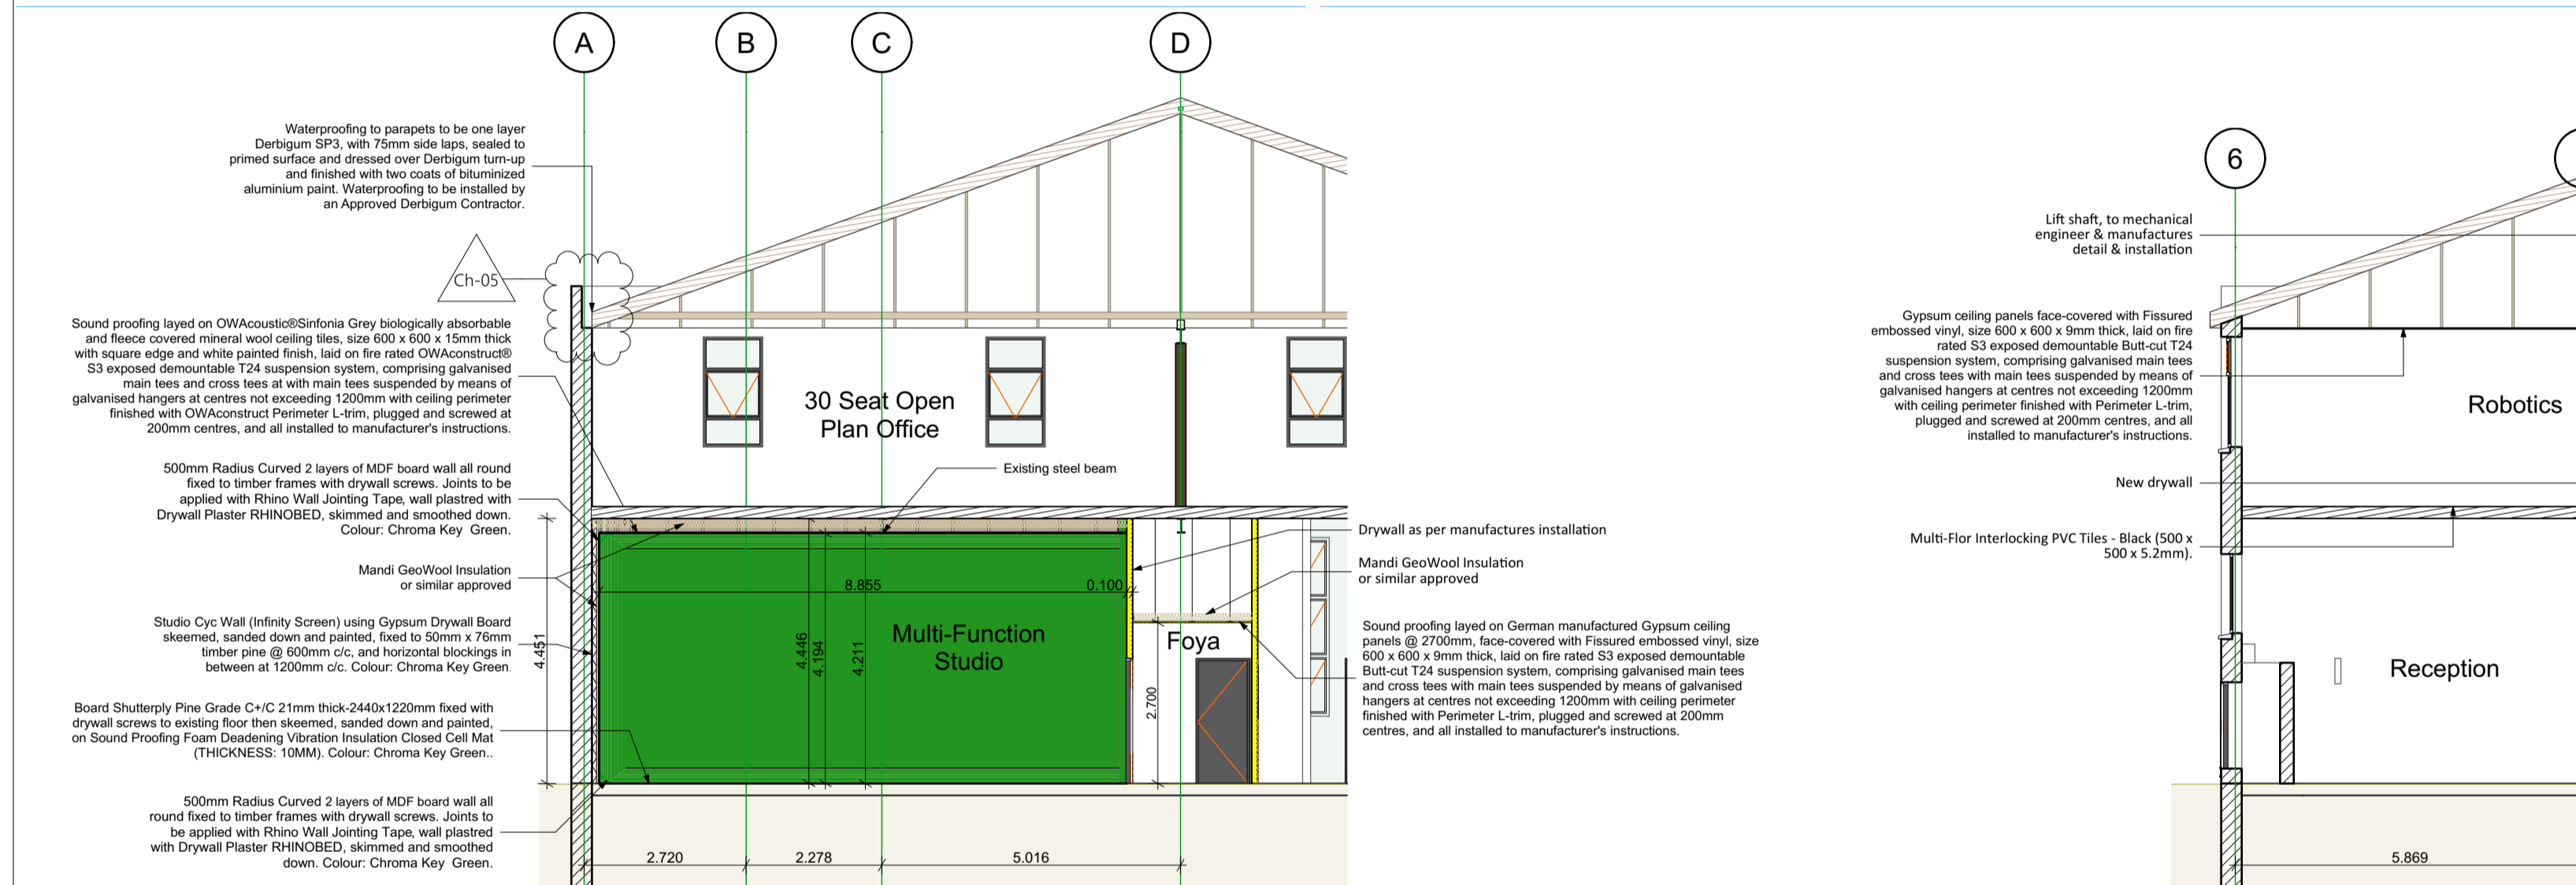 A
B
C
D
Waterproofing to parapets to be one layer
Derbigum SP3, with 75mm side laps, sealed to
primed surface and dressed over Derbigum turn-up
and finished with two coats of bituminized
aluminium paint. Waterproofing to be installed by
an Approved Derbigum Contractor.
Ch-05
Sound proofing layed on OWAcoustic®Sinfonia Grey biologically absorbable
and fleece covered mineral wool ceiling tiles, size 600 x 600 x 15mm thick
with square edge and white painted finish, laid on fire rated OWAconstruct®
S3 exposed demountable T24 suspension system, comprising galvanised
main tees and cross tees at with main tees suspended by means of
galvanised hangers at centres not exceeding 1200mm with ceiling perimeter
finished with OWAconstruct Perimeter L-trim, plugged and screwed at
200mm centres, and all installed to manufacturer's instructions.
500mm Radius Curved 2 layers of MDF board wall all round
fixed to timber frames with drywall screws. Joints to be
applied with Rhino Wall Jointing Tape, wall plastred with
Drywall Plaster RHINOBED, skimmed and smoothed down.
Colour: Chroma Key Green.
Mandi GeoWool Insulation
or similar approved
Studio Cyc Wall (Infinity Screen) using Gypsum Drywall Board
skeemed, sanded down and painted, fixed to 50mm x 76mm
timber pine @ 600mm c/c, and horizontal blockings in
between at 1200mm c/c. Colour: Chroma Key Green.
Board Shutterply Pine Grade C+/C 21mm thick-2440x1220mm fixed with
drywall screws to existing floor then skeemed, sanded down and painted,
on Sound Proofing Foam Deadening Vibration Insulation Closed Cell Mat
(THICKNESS: 10MM). Colour: Chroma Key Green..
500mm Radius Curved 2 layers of MDF board wall all
round fixed to timber frames with drywall screws. Joints to
be applied with Rhino Wall Jointing Tape, wall plastred
with Drywall Plaster RHINOBED, skimmed and smoothed
down. Colour: Chroma Key Green.
30 Seat Open
Plan Office
Existing steel beam
8.855
0.100
4.451
4.446
4.194
4.211
Multi-Function
Studio
Foya
2.700
2.720
2.278
5.016
Drywall as per manufactures installation
Mandi GeoWool Insulation
or similar approved
Sound proofing layed on German manufactured Gypsum ceiling
panels @ 2700mm, face-covered with Fissured embossed vinyl, size
600 x 600 x 9mm thick, laid on fire rated S3 exposed demountable
Butt-cut T24 suspension system, comprising galvanised main tees
and cross tees with main tees suspended by means of galvanised
hangers at centres not exceeding 1200mm with ceiling perimeter
finished with Perimeter L-trim, plugged and screwed at 200mm
centres, and all installed to manufacturer's instructions.
6
Lift shaft, to mechanical
engineer & manufactures
detail & installation
Gypsum ceiling panels face-covered with Fissured
embossed vinyl, size 600 x 600 x 9mm thick, laid on fire
rated S3 exposed demountable Butt-cut T24
suspension system, comprising galvanised main tees
and cross tees with main tees suspended by means of
galvanised hangers at centres not exceeding 1200mm
with ceiling perimeter finished with Perimeter L-trim,
plugged and screwed at 200mm centres, and all
installed to manufacturer's instructions.
New drywall
Multi-Flor Interlocking PVC Tiles - Black (500 x
500 x 5.2mm).
Robotics
Reception
5.869